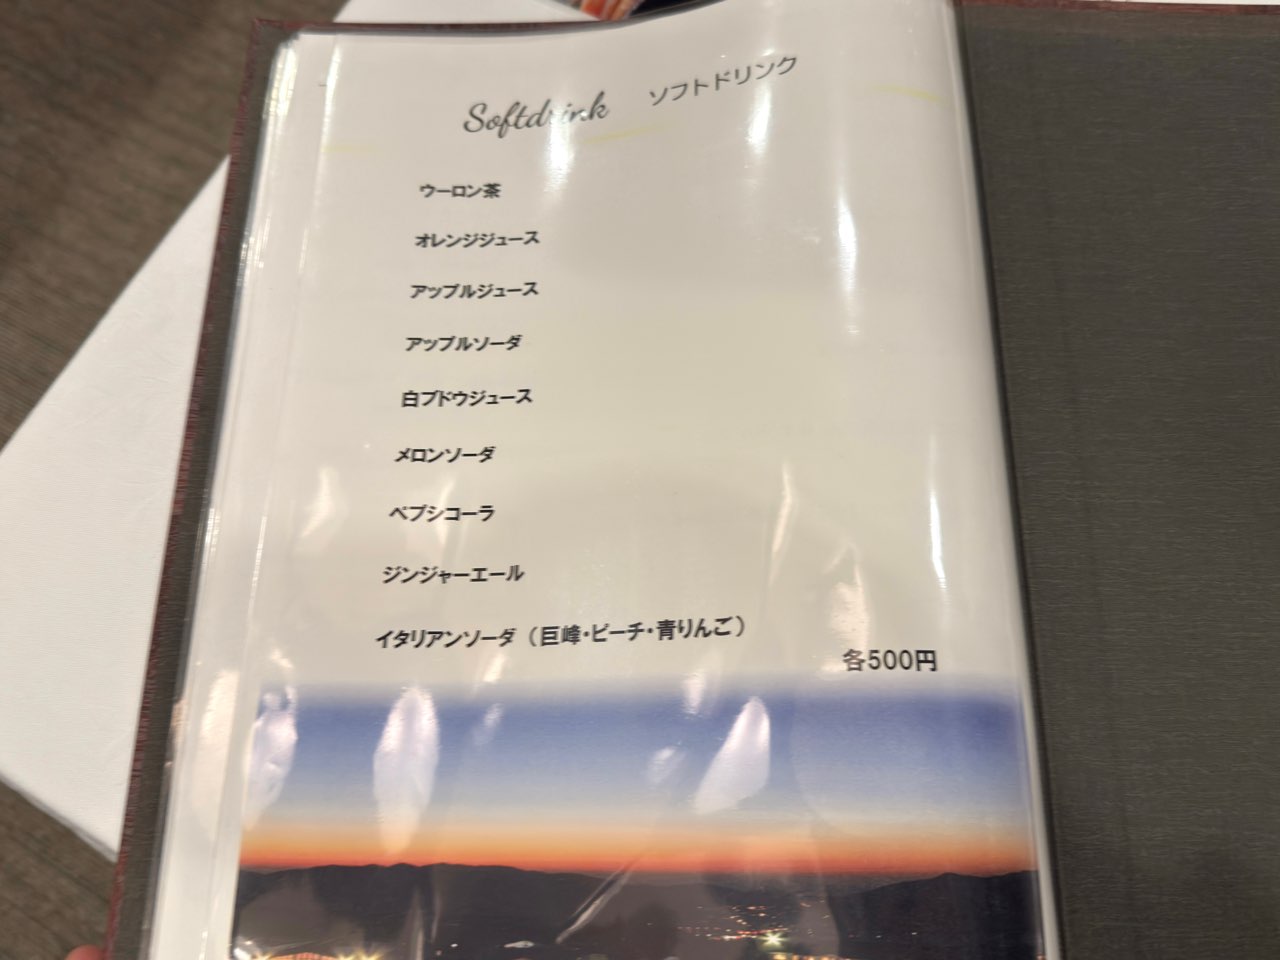 Softdrink ソフトドリンク
ウーロン茶
オレンジジュース
アップルジュース
アップルソーダ
白ブドウジュース
メロンソーダ
ペプシコーラ
ジンジャーエール
イタリアンソーダ（巨峰・ピーチ・青りんご）
各500円